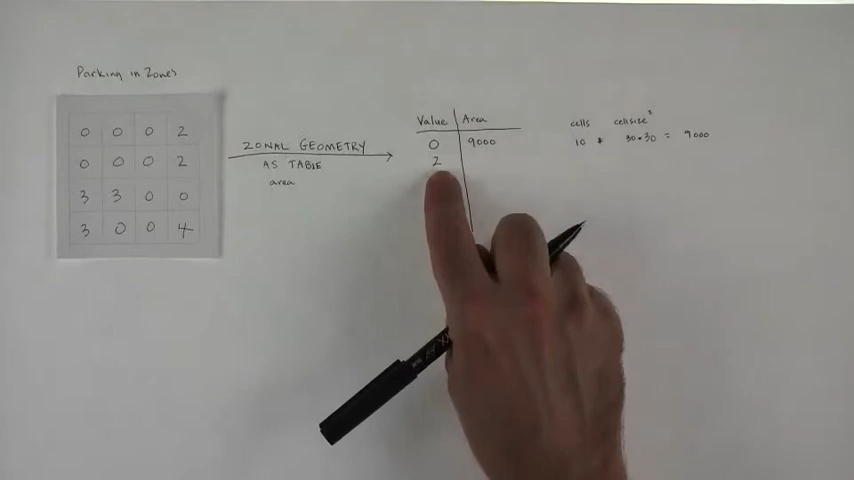 Parking in Zones
0 0 0 2
0 0 0 2
3 3 0 0
3 0 0 4
ZONAL GEOMETRY
AS TABLE
area
Value Area
0 9000
2
cells cellsize²
10 * 30*30 = 9000